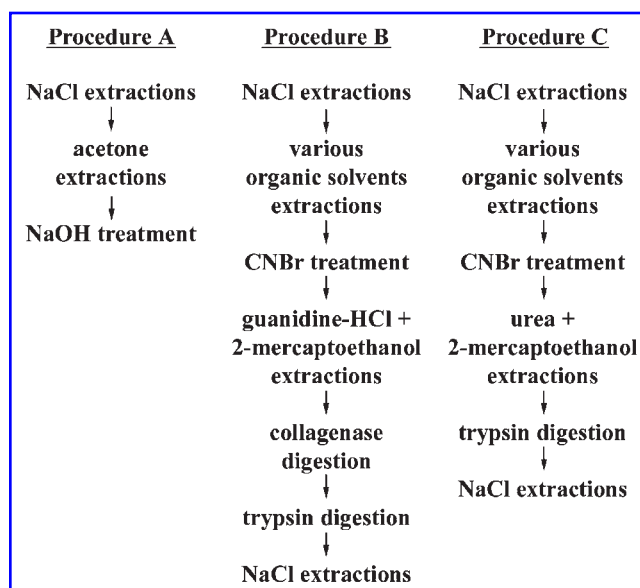 Procedure A
NaCl extractions
acetone
extractions
NaOH treatment
Procedure B
NaCl extractions
various
organic solvents
extractions
CNBr treatment
guanidine-HCl +
2-mercaptoethanol
extractions
collagenase
digestion
trypsin digestion
NaCl extractions
Procedure C
NaCl extractions
various
organic solvents
extractions
CNBr treatment
urea +
2-mercaptoethanol
extractions
trypsin digestion
NaCl extractions